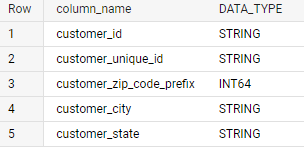 Row column_name DATA_TYPE
1 customer_id STRING
2 customer_unique_id STRING
3 customer_zip_code_prefix INT64
4 customer_city STRING
5 customer_state STRING